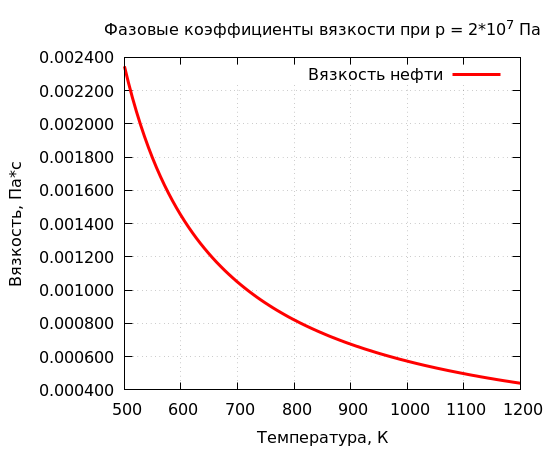 Фазовые коэффициенты вязкости при p = 2*10⁷ Па
Вязкость нефти
0.002400
0.002200
0.002000
0.001800
0.001600
0.001400
0.001200
0.001000
0.000800
0.000600
0.000400
Вязкость, Па*с
500 600 700 800 900 1000 1100 1200
Температура, К